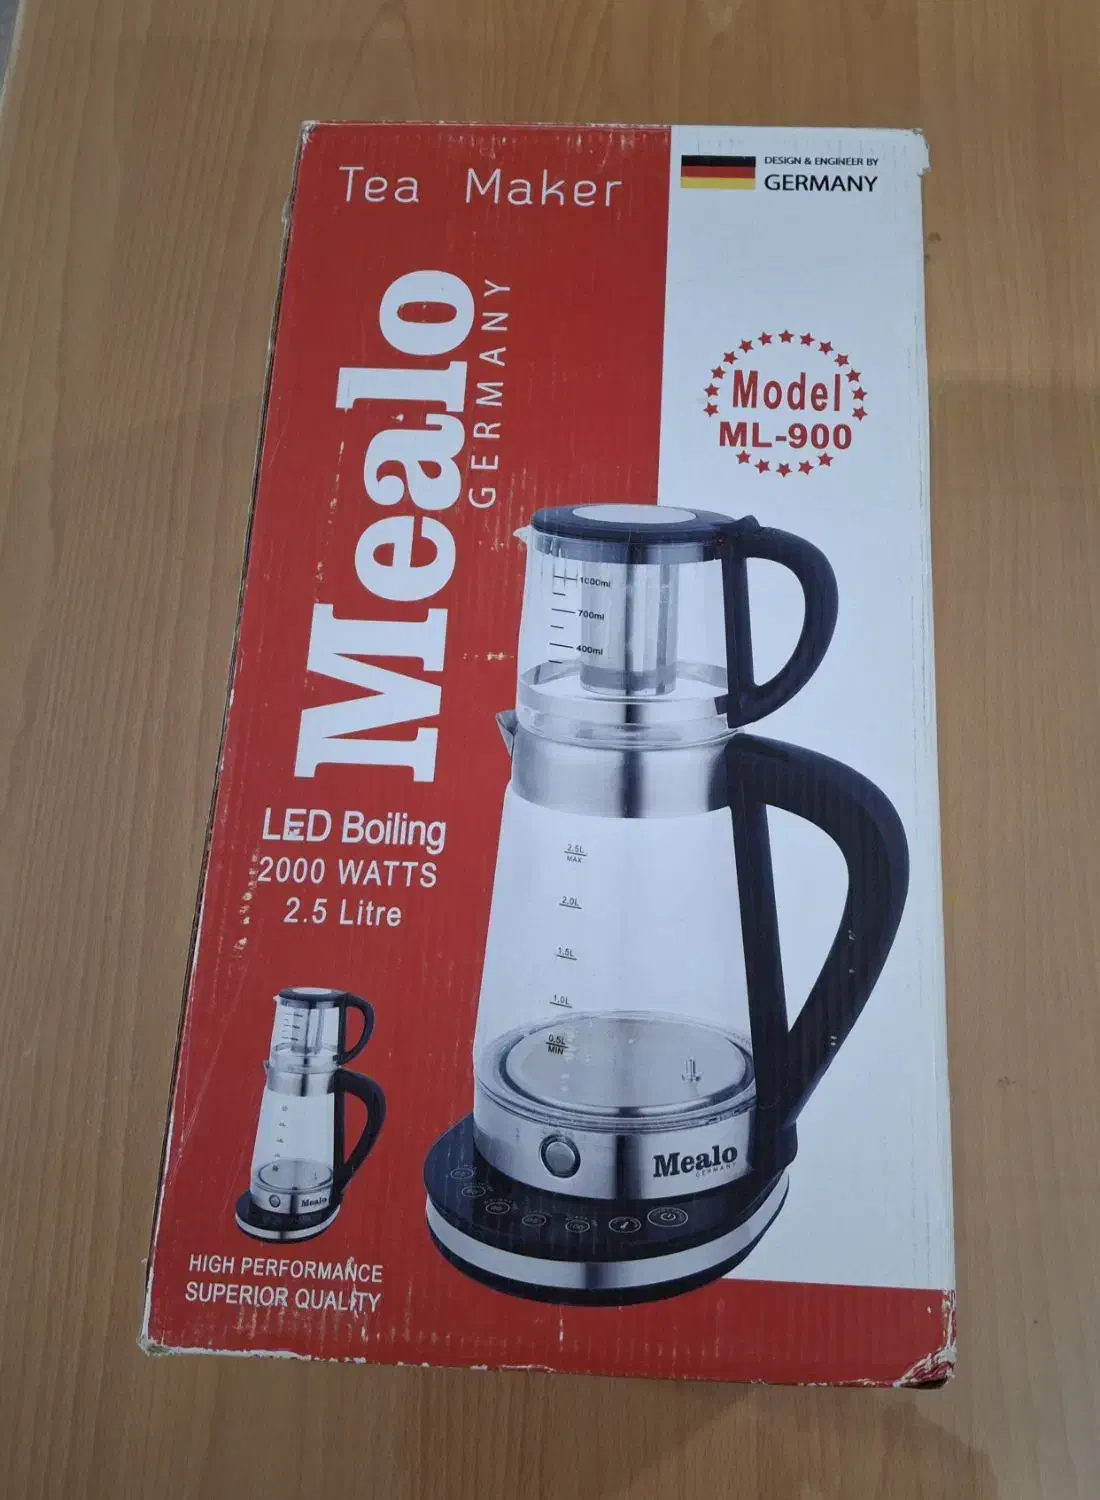 Tea Maker
DESIGN & ENGINEER BY
GERMANY
Mealo
GERMANY
Model
ML-900
1000ml
700ml
400ml
LED Boiling
2000 WATTS
2.5 Litre
2.5L
MAX
2.0L
1.5L
1.0L
0.5L
MIN
Mealo
GERMANY
Mealo
HIGH PERFORMANCE
SUPERIOR QUALITY